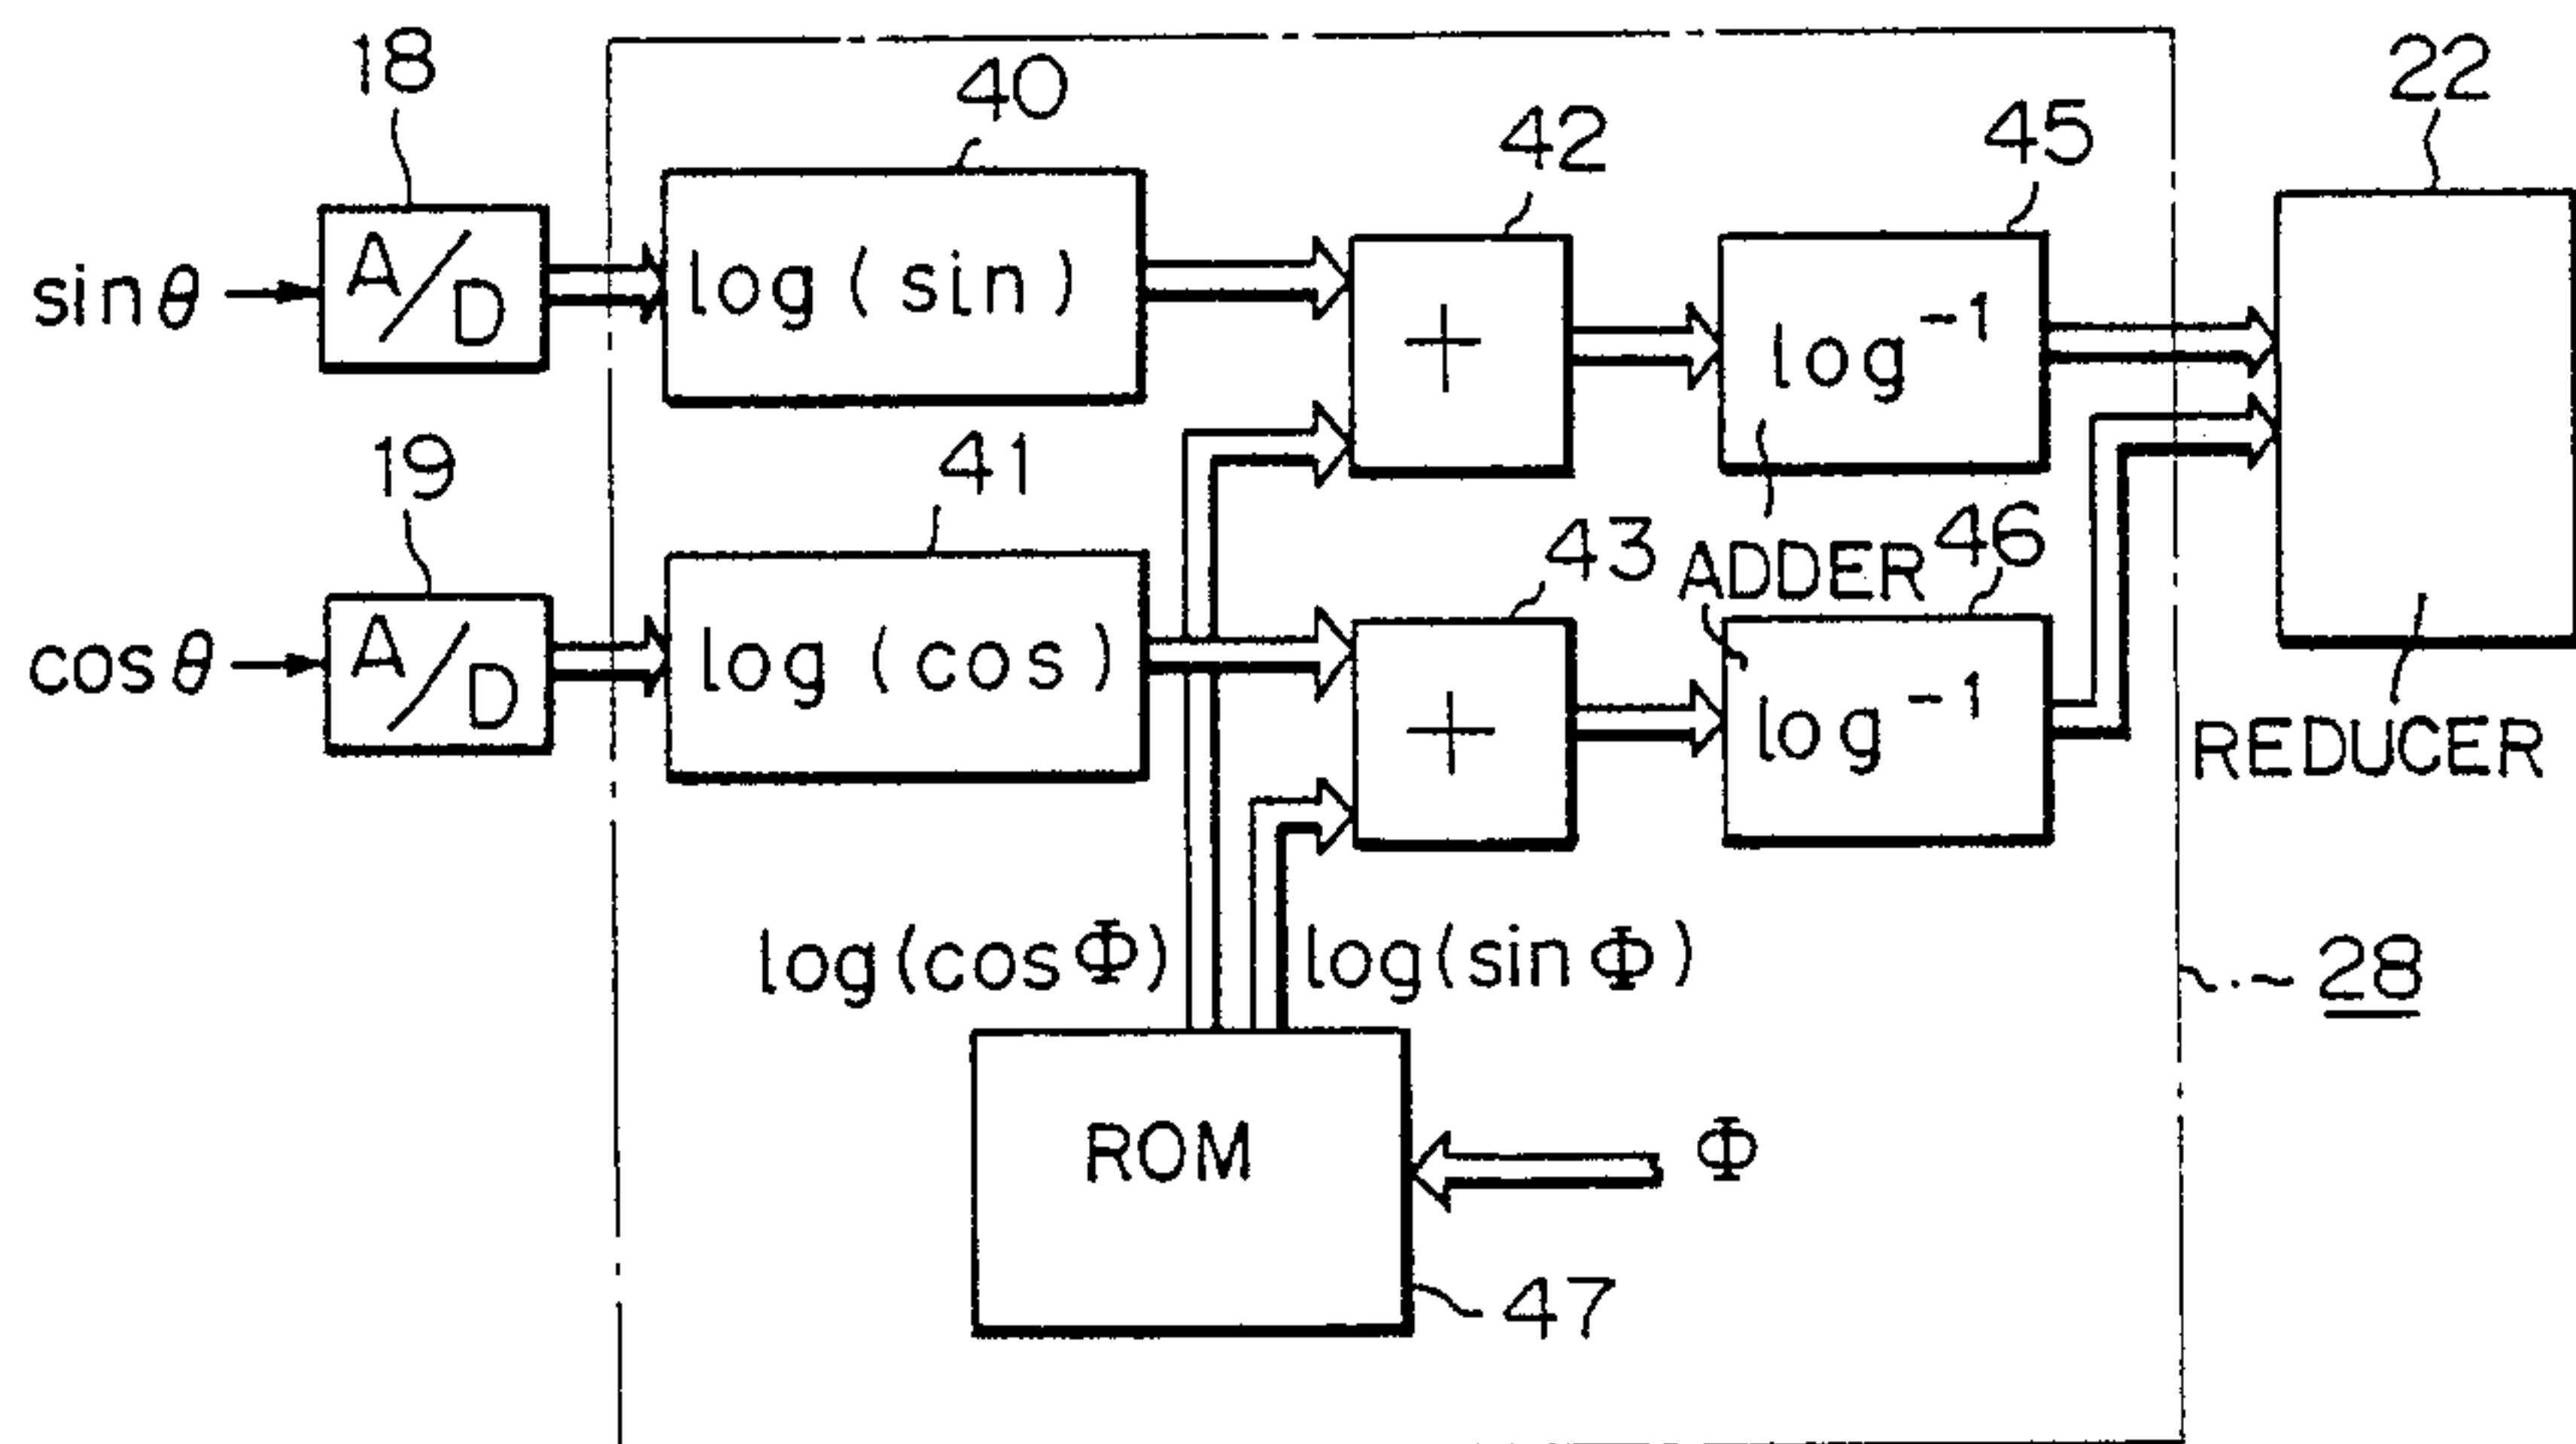 18
40
42
45
22
sin θ
A/D
log (sin)
+
log⁻¹
19
41
43
ADDER
46
cos θ
A/D
log (cos)
+
log⁻¹
REDUCER
log (cos Φ)
log (sin Φ)
28
ROM
Φ
47